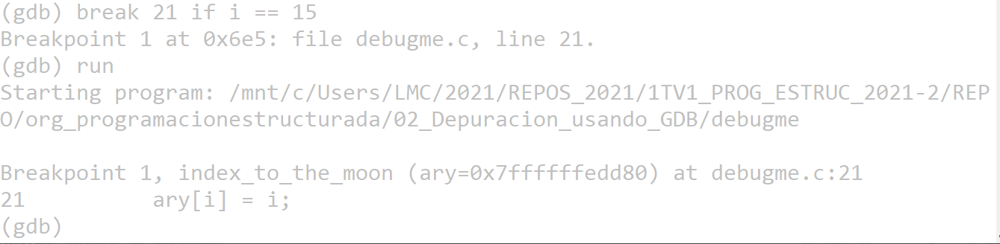 (gdb) break 21 if i == 15
Breakpoint 1 at 0x6e5: file debugme.c, line 21.
(gdb) run
Starting program: /mnt/c/Users/LMC/2021/REPOS_2021/1TV1_PROG_ESTRUC_2021-2/REP
O/org_programacionestructurada/02_Depuracion_usando_GDB/debugme
Breakpoint 1, index_to_the_moon (ary=0x7ffffffedd80) at debugme.c:21
21          ary[i] = i;
(gdb)